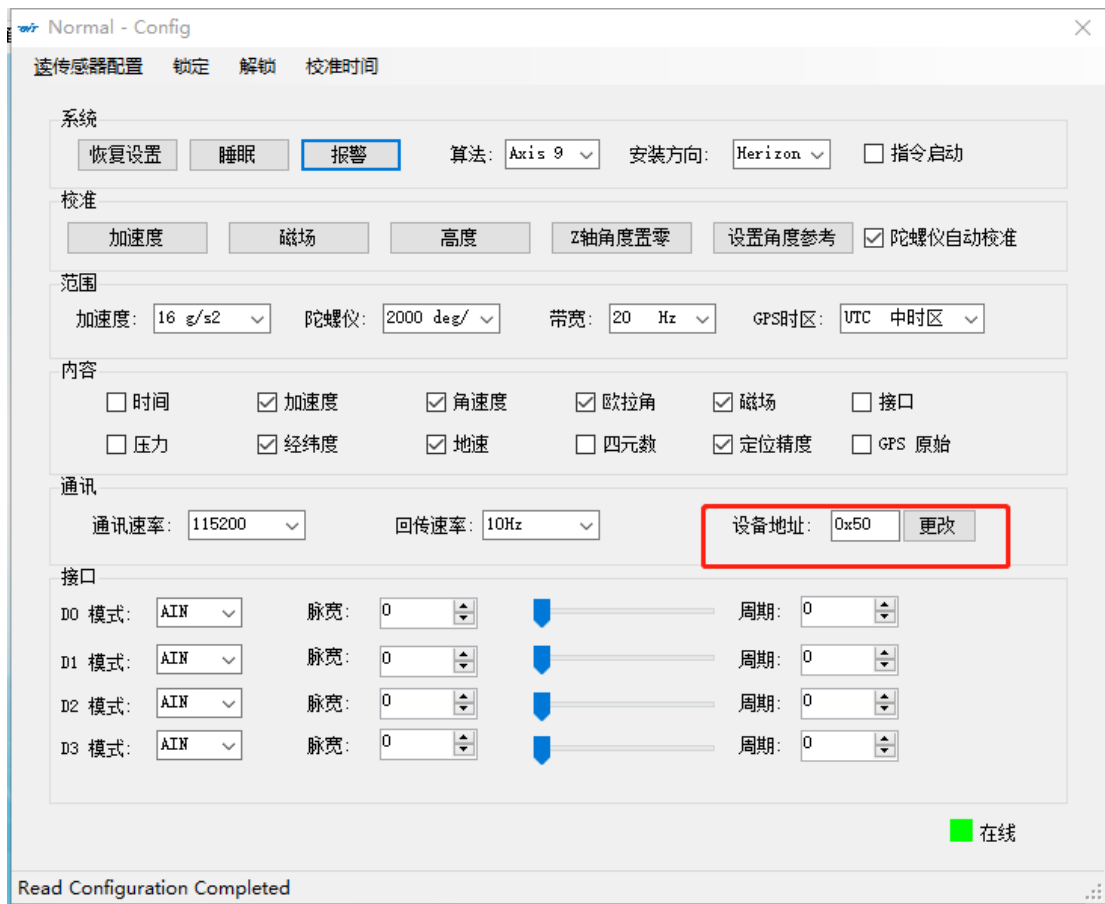 Normal - Config
读传感器配置 锁定 解锁 校准时间
系统
恢复设置 睡眠 报警 算法: Axis 9 安装方向: Herizon 指令启动
校准
加速度 磁场 高度 Z轴角度置零 设置角度参考 陀螺仪自动校准
范围
加速度: 16 g/s2 陀螺仪: 2000 deg/ 带宽: 20 Hz GPS时区: UTC 中时区
内容
时间 加速度 角速度 欧拉角 磁场 接口
压力 经纬度 地速 四元数 定位精度 GPS 原始
通讯
通讯速率: 115200 回传速率: 10Hz 设备地址: 0x50 更改
接口
D0 模式: AIN 脉宽: 0 周期: 0
D1 模式: AIN 脉宽: 0 周期: 0
D2 模式: AIN 脉宽: 0 周期: 0
D3 模式: AIN 脉宽: 0 周期: 0
在线
Read Configuration Completed